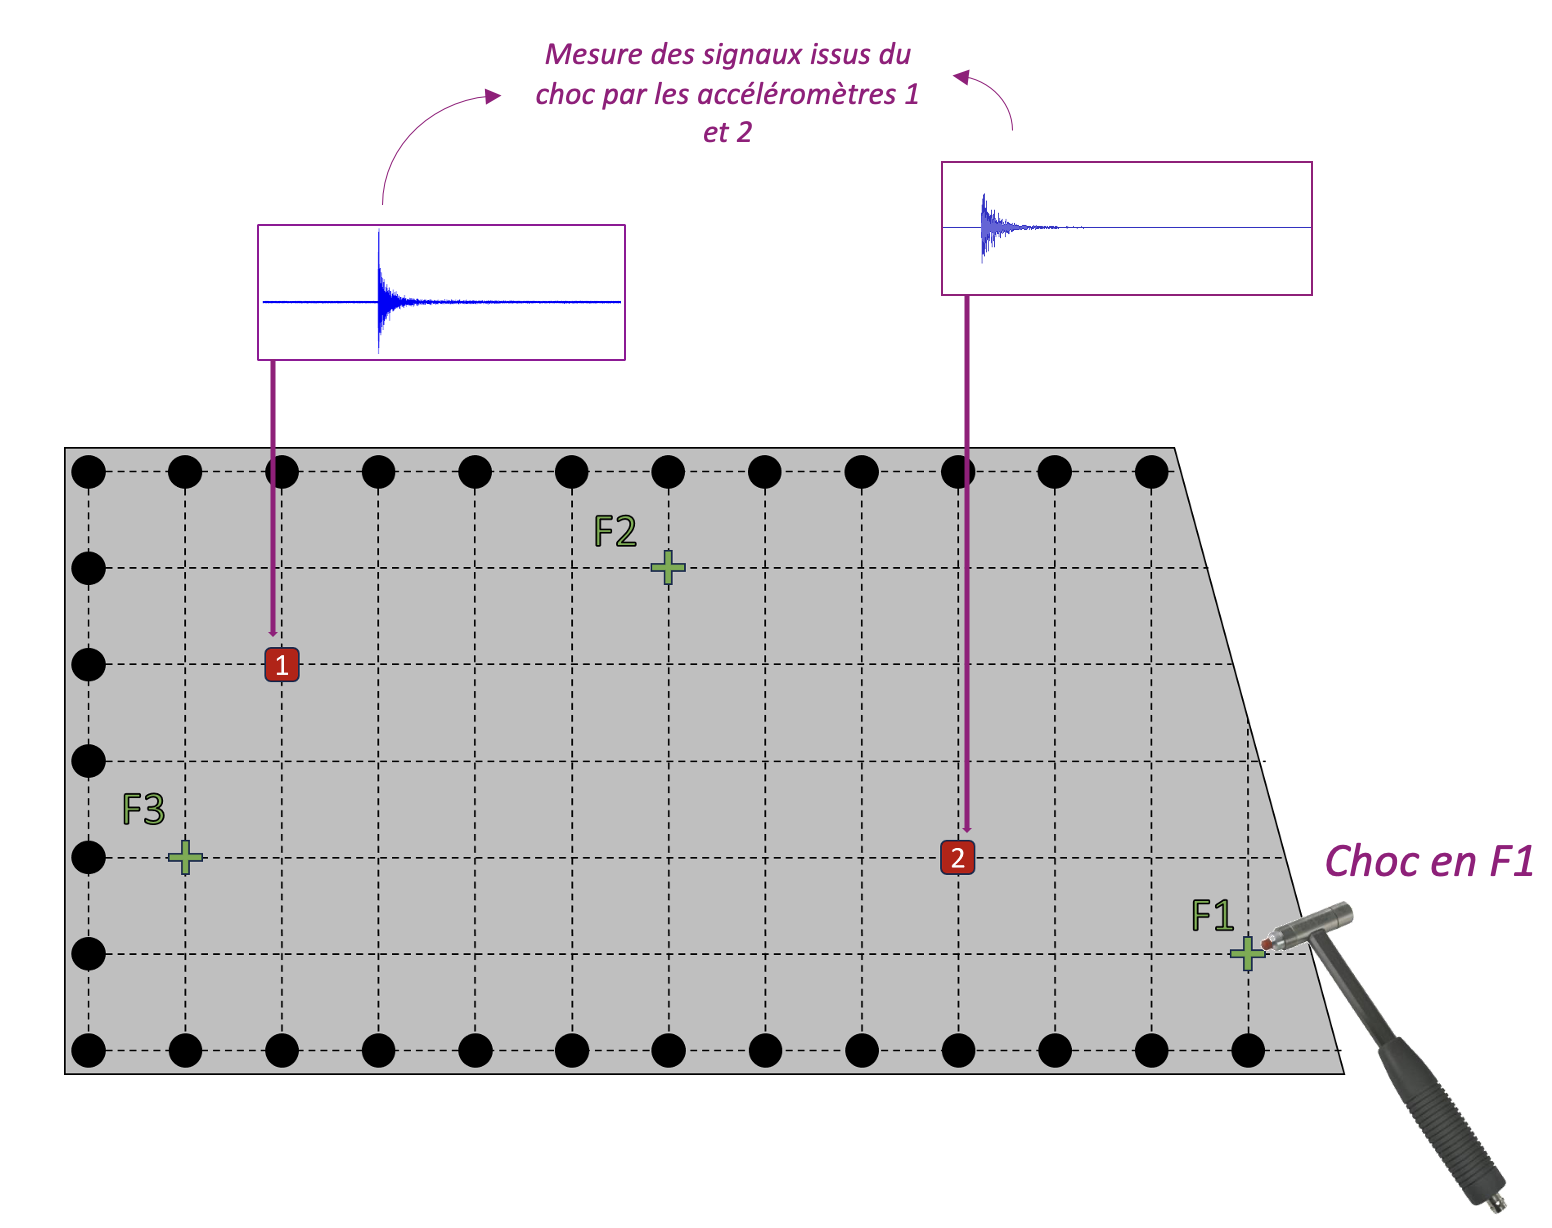 Mesure des signaux issus du
choc par les accéléromètres 1
et 2
F2
1
F3
2
Choc en F1
F1